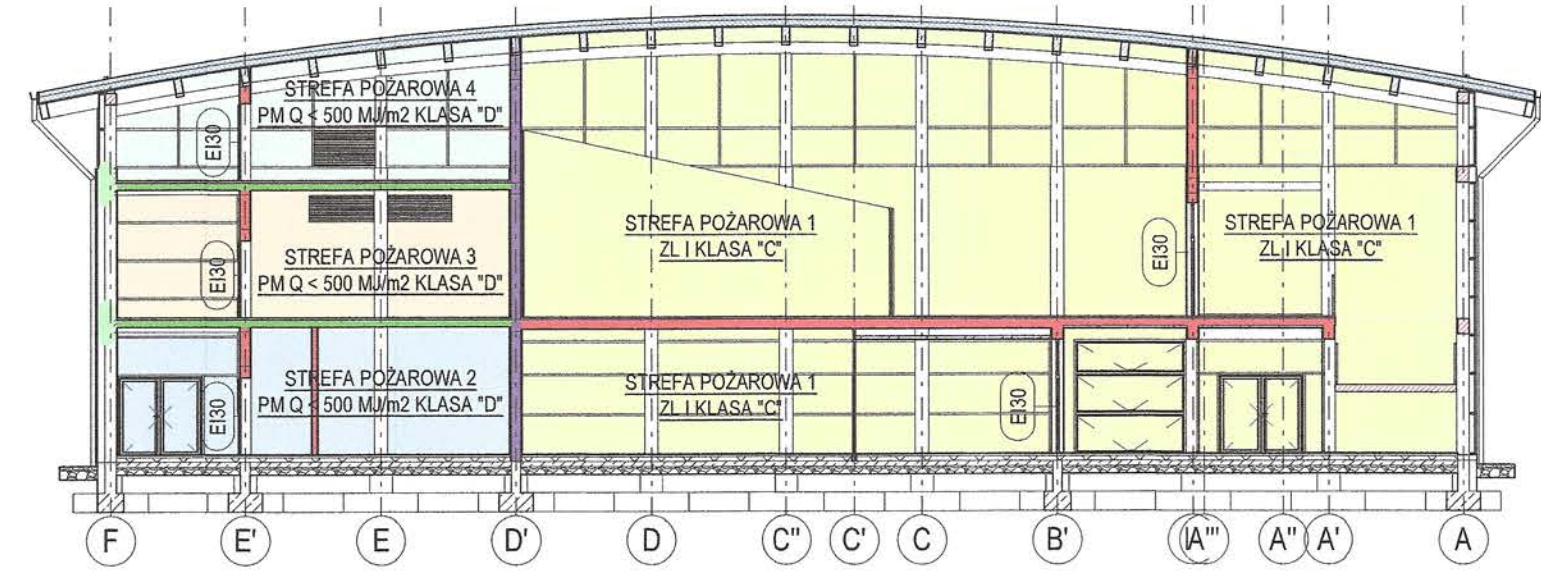 STREFA POŻAROWA 4
PM Q < 500 MJ/m2 KLASA "D"
EI30
STREFA POŻAROWA 3
PM Q < 500 MJ/m2 KLASA "D"
EI30
STREFA POŻAROWA 1
ZL I KLASA "C"
EI30
STREFA POŻAROWA 1
ZL I KLASA "C"
STREFA POŻAROWA 2
PM Q < 500 MJ/m2 KLASA "D"
EI30
STREFA POŻAROWA 1
ZL I KLASA "C"
EI30
F E' E D' D C" C' C B' A"' A" A' A